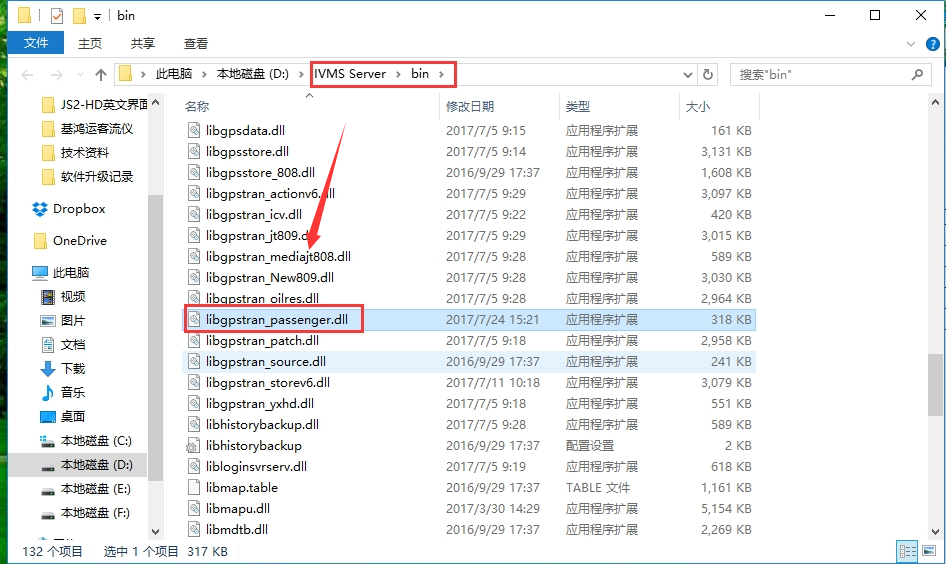 bin
文件 主页 共享 查看
此电脑 本地磁盘 (D:) IVMS Server bin 搜索"bin"
名称 修改日期 类型 大小
JS2-HD英文界面
基鸿运客流仪
技术资料
软件升级记录
Dropbox
OneDrive
此电脑
视频
图片
文档
下载
音乐
桌面
本地磁盘 (C:)
本地磁盘 (D:)
本地磁盘 (E:)
本地磁盘 (F:)
libgpsdata.dll 2017/7/5 9:15 应用程序扩展 161 KB
libgpsstore.dll 2017/7/5 9:14 应用程序扩展 3,131 KB
libgpsstore_808.dll 2016/9/29 17:37 应用程序扩展 1,608 KB
libgpstran_actionv6.dll 2017/7/5 9:29 应用程序扩展 3,097 KB
libgpstran_icv.dll 2017/7/5 9:22 应用程序扩展 420 KB
libgpstran_jt809.dll 2017/7/5 9:29 应用程序扩展 3,015 KB
libgpstran_mediajt808.dll 2017/7/5 9:28 应用程序扩展 589 KB
libgpstran_New809.dll 2017/7/5 9:28 应用程序扩展 3,030 KB
libgpstran_oilres.dll 2017/7/5 9:28 应用程序扩展 2,964 KB
libgpstran_passenger.dll 2017/7/24 15:21 应用程序扩展 318 KB
libgpstran_patch.dll 2017/7/5 9:18 应用程序扩展 2,958 KB
libgpstran_source.dll 2016/9/29 17:37 应用程序扩展 241 KB
libgpstran_storev6.dll 2017/7/11 10:18 应用程序扩展 3,079 KB
libgpstran_yxhd.dll 2017/7/5 9:18 应用程序扩展 551 KB
libhistorybackup.dll 2017/7/5 9:28 应用程序扩展 589 KB
libhistorybackup 2016/9/29 17:37 配置设置 2 KB
libloginsvrserv.dll 2017/7/5 9:19 应用程序扩展 618 KB
libmap.table 2016/9/29 17:37 TABLE 文件 1,161 KB
libmapu.dll 2017/3/30 14:29 应用程序扩展 5,154 KB
libmdtb.dll 2016/9/29 17:37 应用程序扩展 2,269 KB
132 个项目 选中 1 个项目 317 KB